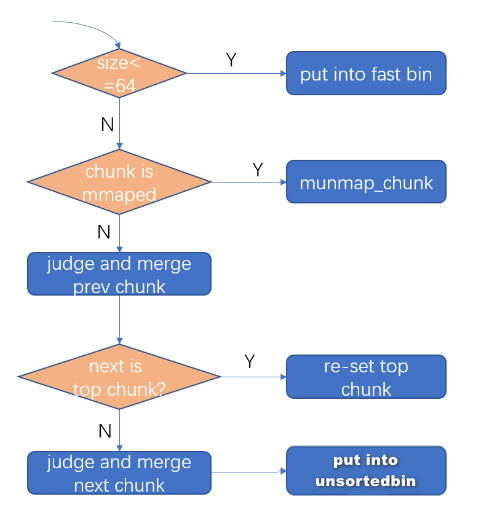 size<
=64
Y
put into fast bin
N
chunk is
mmaped
Y
munmap_chunk
N
judge and merge
prev chunk
next is
top chunk?
Y
re-set top
chunk
N
judge and merge
next chunk
put into
unsortedbin